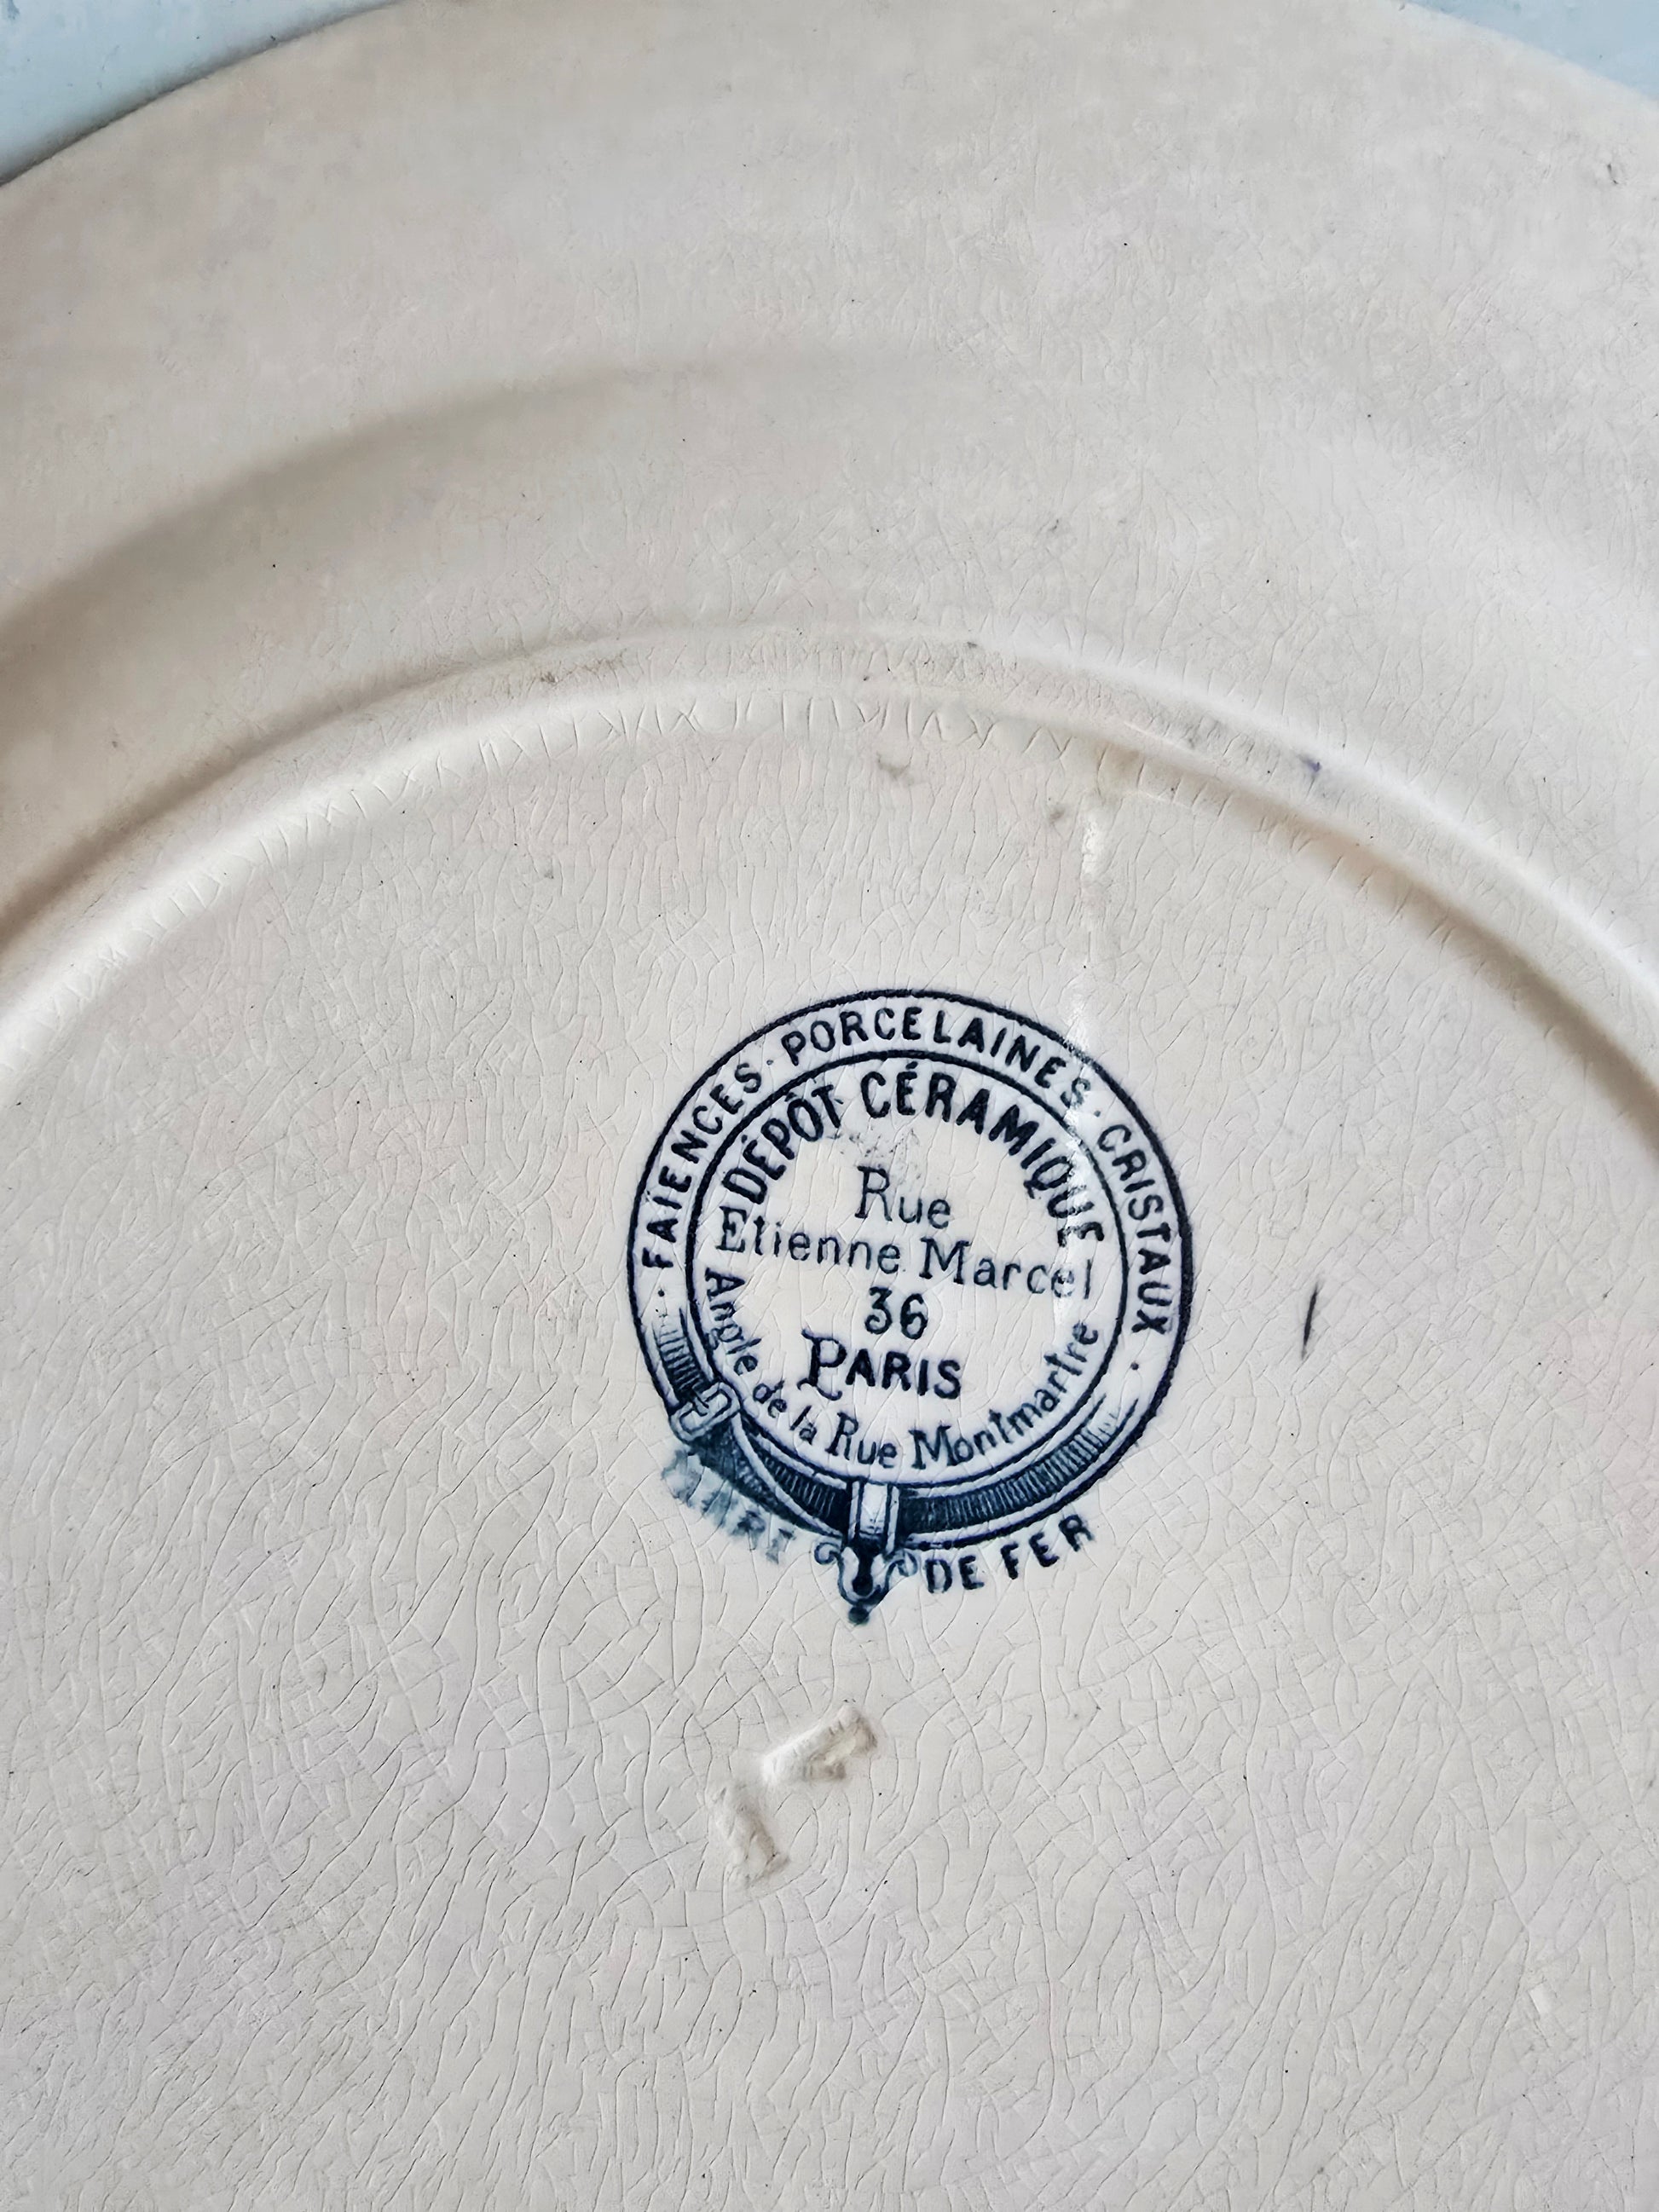 · FAÏENCES · PORCELAINES · CRISTAUX ·
DÉPÔT CÉRAMIQUE
Rue
Etienne Marcel
36
PARIS
Angle de la Rue Montmartre
DE FER